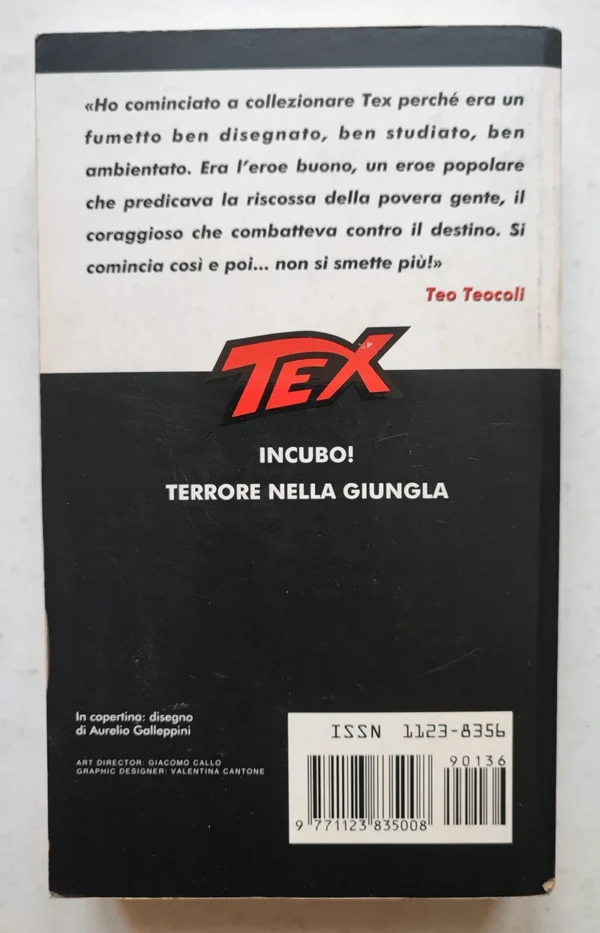 «Ho cominciato a collezionare Tex perché era un
fumetto ben disegnato, ben studiato, ben
ambientato. Era l'eroe buono, un eroe popolare
che predicava la riscossa della povera gente, il
coraggioso che combatteva contro il destino. Si
comincia così e poi... non si smette più!»
Teo Teocoli
TEX
INCUBO!
TERRORE NELLA GIUNGLA
In copertina: disegno
di Aurelio Galleppini
ART DIRECTOR: GIACOMO CALLO
GRAPHIC DESIGNER: VALENTINA CANTONE
ISSN 1123-8356
90136
9 771123 835008